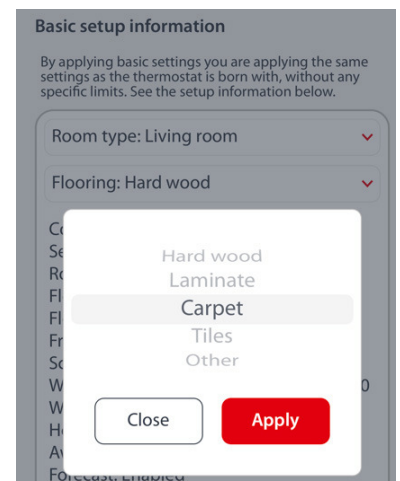 Basic setup information
By applying basic settings you are applying the same
settings as the thermostat is born with, without any
specific limits. See the setup information below.
Room type: Living room
Flooring: Hard wood
Hard wood
Laminate
Carpet
Tiles
Other
Close
Apply
Forecast: Enabled